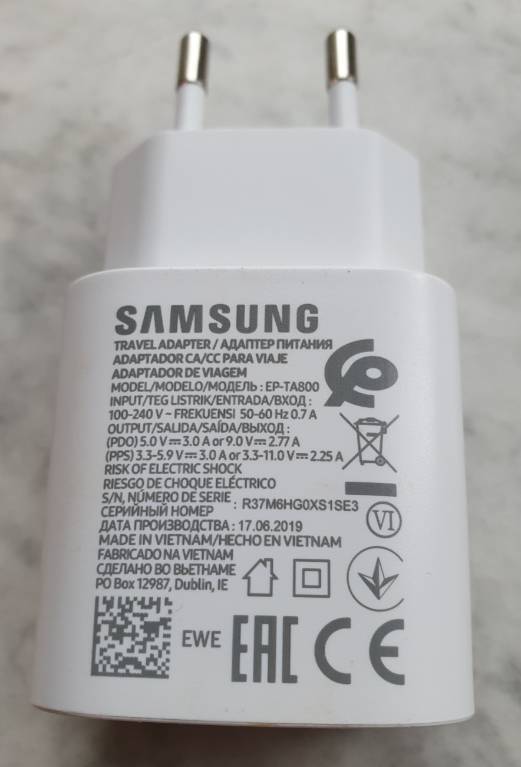 SAMSUNG
TRAVEL ADAPTER / АДАПТЕР ПИТАНИЯ
ADAPTADOR CA/CC PARA VIAJE
ADAPTADOR DE VIAGEM
MODEL/MODELO/МОДЕЛЬ : EP-TA800
INPUT/TEG LISTRIK/ENTRADA/ВХОД :
100-240 V ~ FREKUENSI 50-60 Hz 0.7 A
OUTPUT/SALIDA/SAÍDA/ВЫХОД :
(PDO) 5.0 V⎓3.0 A or 9.0 V⎓2.77 A
(PPS) 3.3-5.9 V⎓3.0 A or 3.3-11.0 V⎓2.25 A
RISK OF ELECTRIC SHOCK
RIESGO DE CHOQUE ELÉCTRICO
S/N, NÚMERO DE SERIE
СЕРИЙНЫЙ НОМЕР : R37M6HG0XS1SE3
ДАТА ПРОИЗВОДСТВА : 17.06.2019
MADE IN VIETNAM/HECHO EN VIETNAM
FABRICADO NA VIETNAM
СДЕЛАНО ВО ВЬЕТНАМЕ
PO Box 12987, Dublin, IE
VI
EWE
EAC
CE